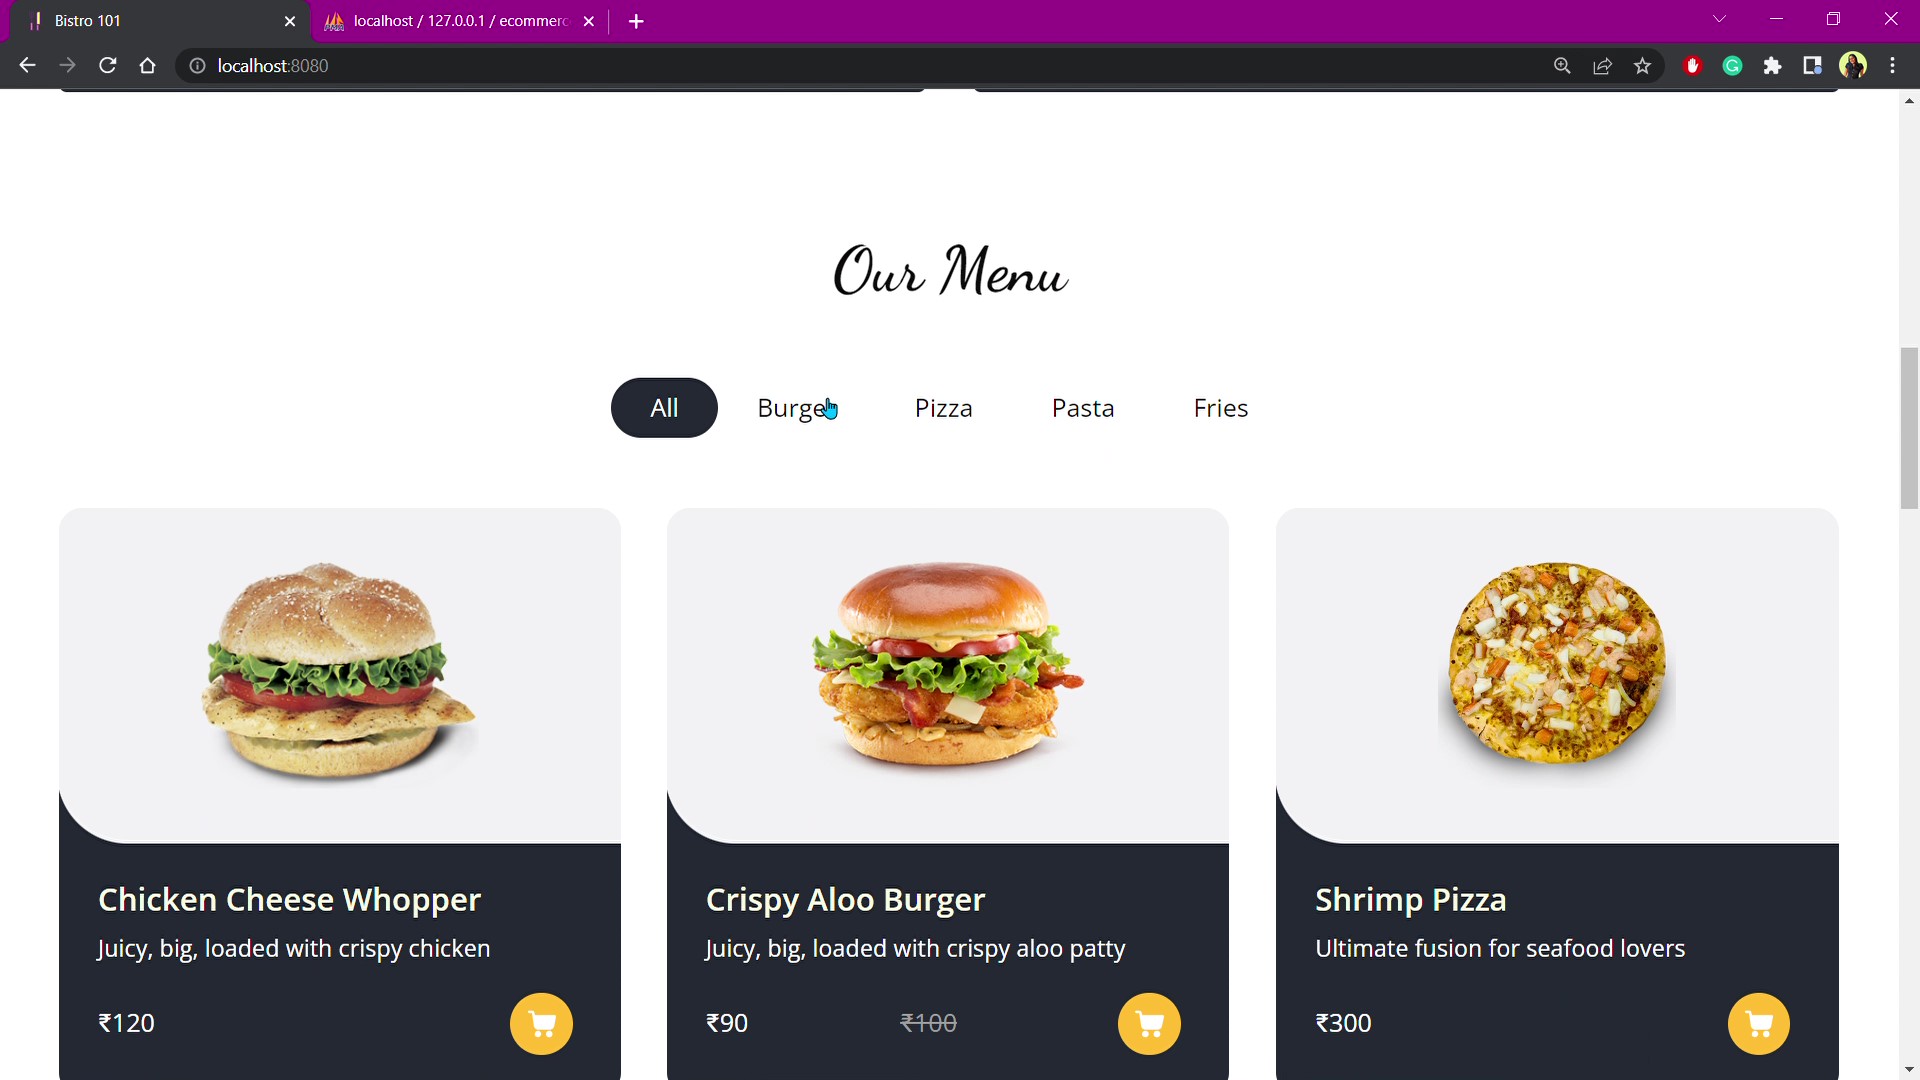 Bistro 101
localhost / 127.0.0.1 / ecommerc
localhost:8080
Our Menu
All Burger Pizza Pasta Fries
Chicken Cheese Whopper
Juicy, big, loaded with crispy chicken
₹120
Crispy Aloo Burger
Juicy, big, loaded with crispy aloo patty
₹90 ₹100
Shrimp Pizza
Ultimate fusion for seafood lovers
₹300